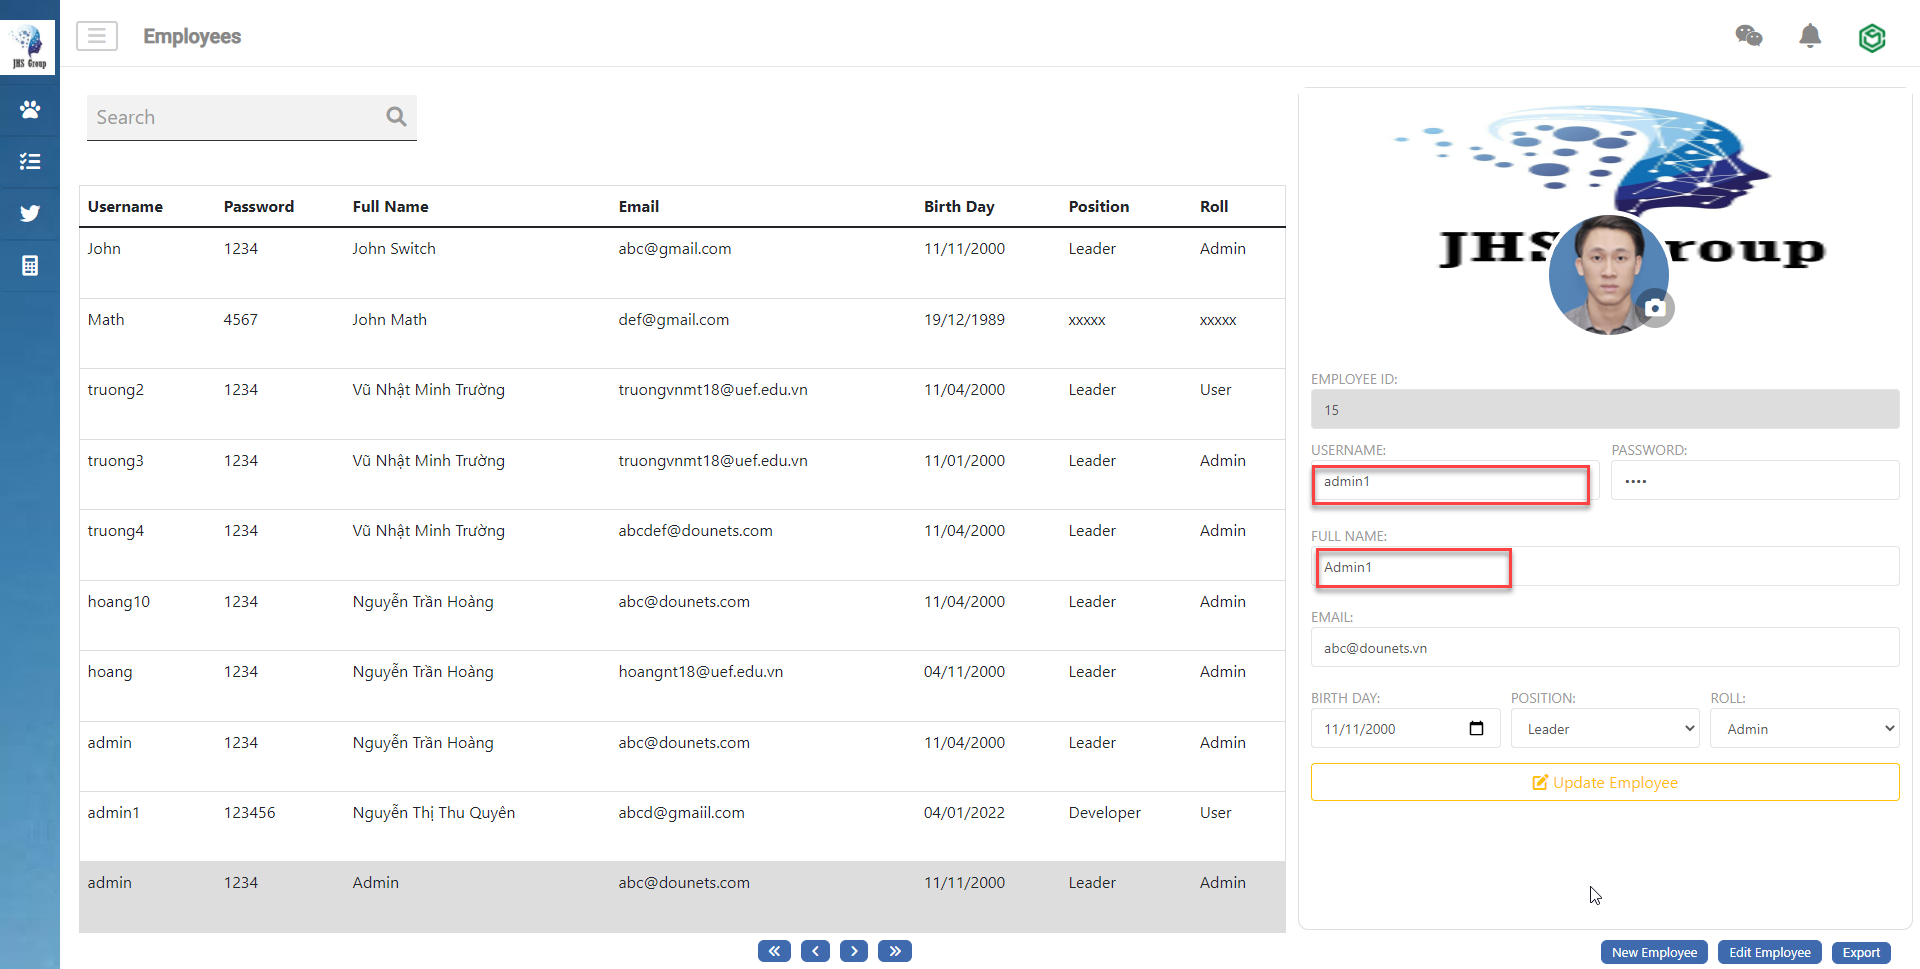 JHS Group
Employees
Search
Username Password Full Name Email Birth Day Position Roll
John 1234 John Switch abc@gmail.com 11/11/2000 Leader Admin
Math 4567 John Math def@gmail.com 19/12/1989 xxxxx xxxxx
truong2 1234 Vũ Nhật Minh Trường truongvnmt18@uef.edu.vn 11/04/2000 Leader User
truong3 1234 Vũ Nhật Minh Trường truongvnmt18@uef.edu.vn 11/01/2000 Leader Admin
truong4 1234 Vũ Nhật Minh Trường abcdef@dounets.com 11/04/2000 Leader Admin
hoang10 1234 Nguyễn Trần Hoàng abc@dounets.com 11/04/2000 Leader Admin
hoang 1234 Nguyễn Trần Hoàng hoangnt18@uef.edu.vn 04/11/2000 Leader Admin
admin 1234 Nguyễn Trần Hoàng abc@dounets.com 11/04/2000 Leader Admin
admin1 123456 Nguyễn Thị Thu Quyên abcd@gmaiil.com 04/01/2022 Developer User
admin 1234 Admin abc@dounets.com 11/11/2000 Leader Admin
JHS roup
EMPLOYEE ID:
15
USERNAME: PASSWORD:
admin1 ••••
FULL NAME:
Admin1
EMAIL:
abc@dounets.vn
BIRTH DAY: POSITION: ROLL:
11/11/2000 Leader Admin
Update Employee
New Employee Edit Employee Export